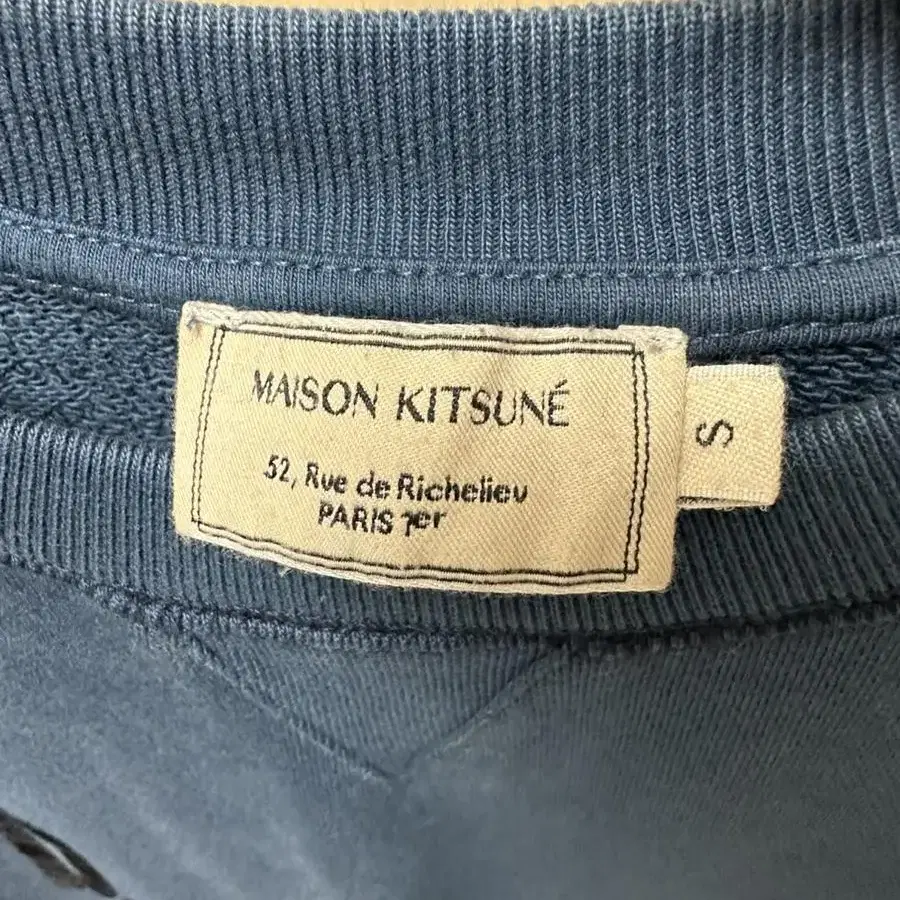 MAISON KITSUNÉ
52, Rue de Richelieu
PARIS 1er
S